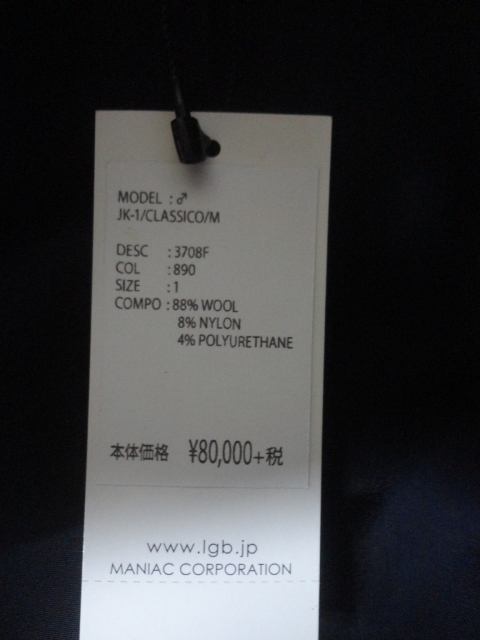 MODEL : ♂
JK-1/CLASSICO/M
DESC : 3708F
COL : 890
SIZE : 1
COMPO : 88% WOOL
8% NYLON
4% POLYURETHANE
本体価格 ¥80,000+税
www.lgb.jp
MANIAC CORPORATION